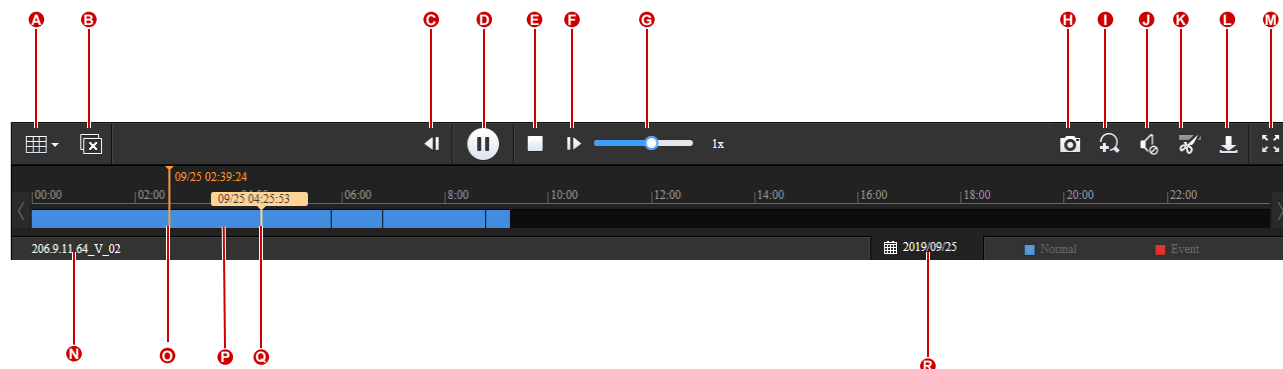 A B C D E F G H I J K L M
1x
09/25 02:39:24
00:00 02:00 06:00 8:00 10:00 12:00 14:00 16:00 18:00 20:00 22:00
09/25 04:25:53
206.9.11.64_V_02 2019/09/25 Normal Event
N O P Q R